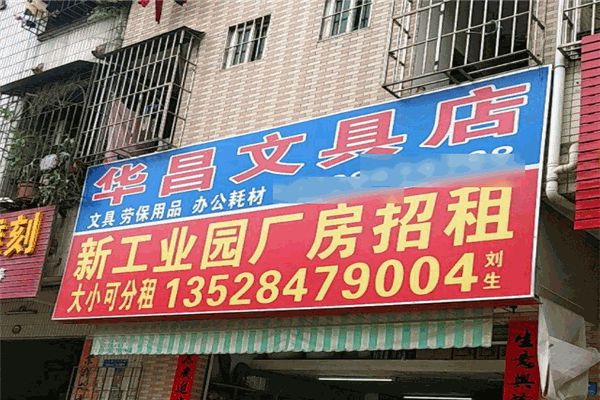 华昌文具店
文具 劳保用品 办公耗材
新工业园厂房招租
大小可分租 13528479004 刘生
刻